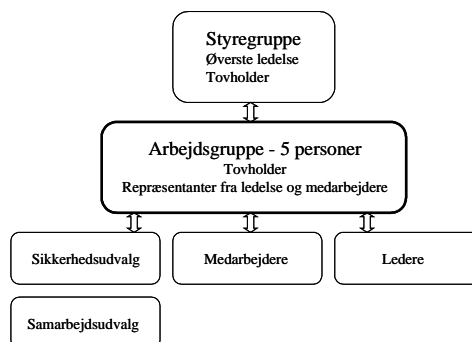 Styregruppe
Øverste ledelse
Tovholder
Arbejdsgruppe - 5 personer
Tovholder
Repræsentanter fra ledelse og medarbejdere
Sikkerhedsudvalg
Medarbejdere
Ledere
Samarbejdsudvalg